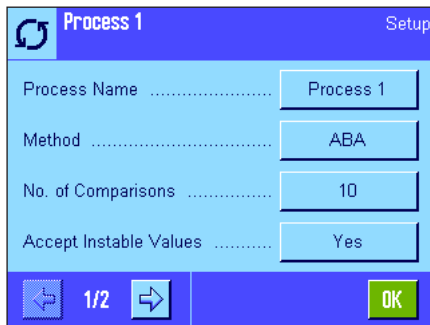 Process 1 Setup
Process Name ...................... Process 1
Method .................................. ABA
No. of Comparisons ................ 10
Accept Instable Values ........... Yes
1/2 OK